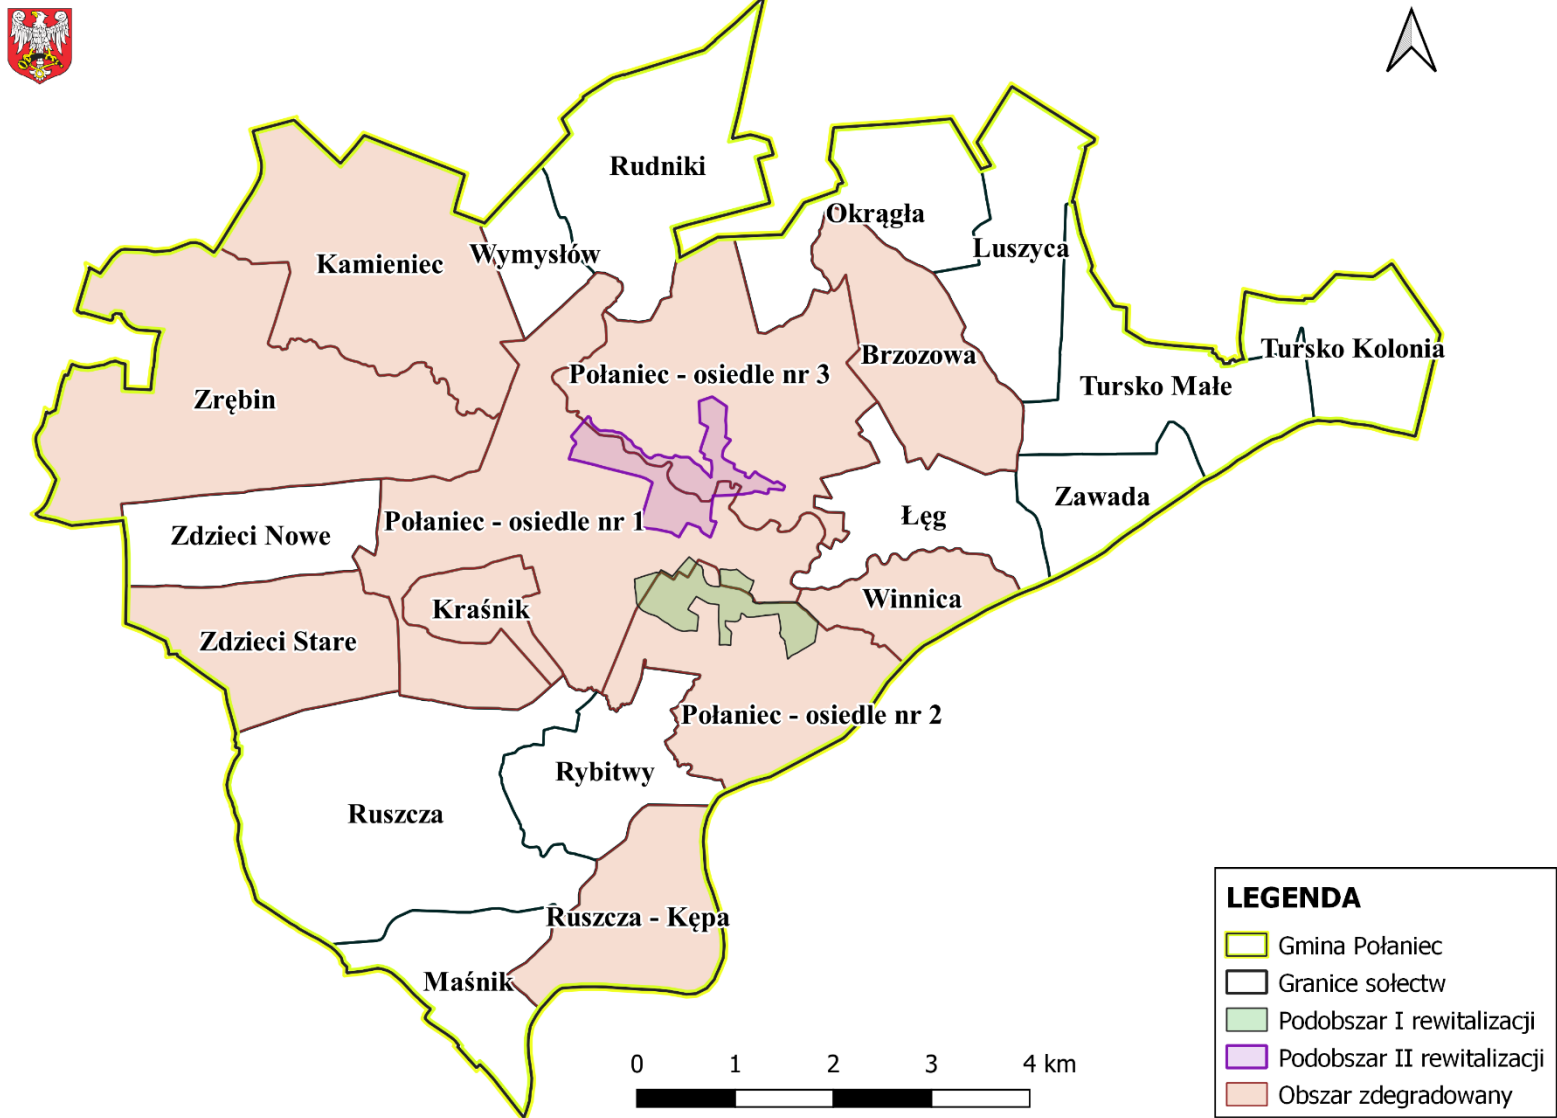 Rudniki
Okrągła
Luszyca
Wymysłów
Kamieniec
Tursko Kolonia
Brzozowa
Połaniec - osiedle nr 3
Tursko Małe
Zrębin
Zawada
Łęg
Połaniec - osiedle nr 1
Zdzieci Nowe
Winnica
Kraśnik
Zdzieci Stare
Połaniec - osiedle nr 2
Rybitwy
Ruszcza
Ruszcza - Kępa
Maśnik
0 1 2 3 4 km
LEGENDA
Gmina Połaniec
Granice sołectw
Podobszar I rewitalizacji
Podobszar II rewitalizacji
Obszar zdegradowany